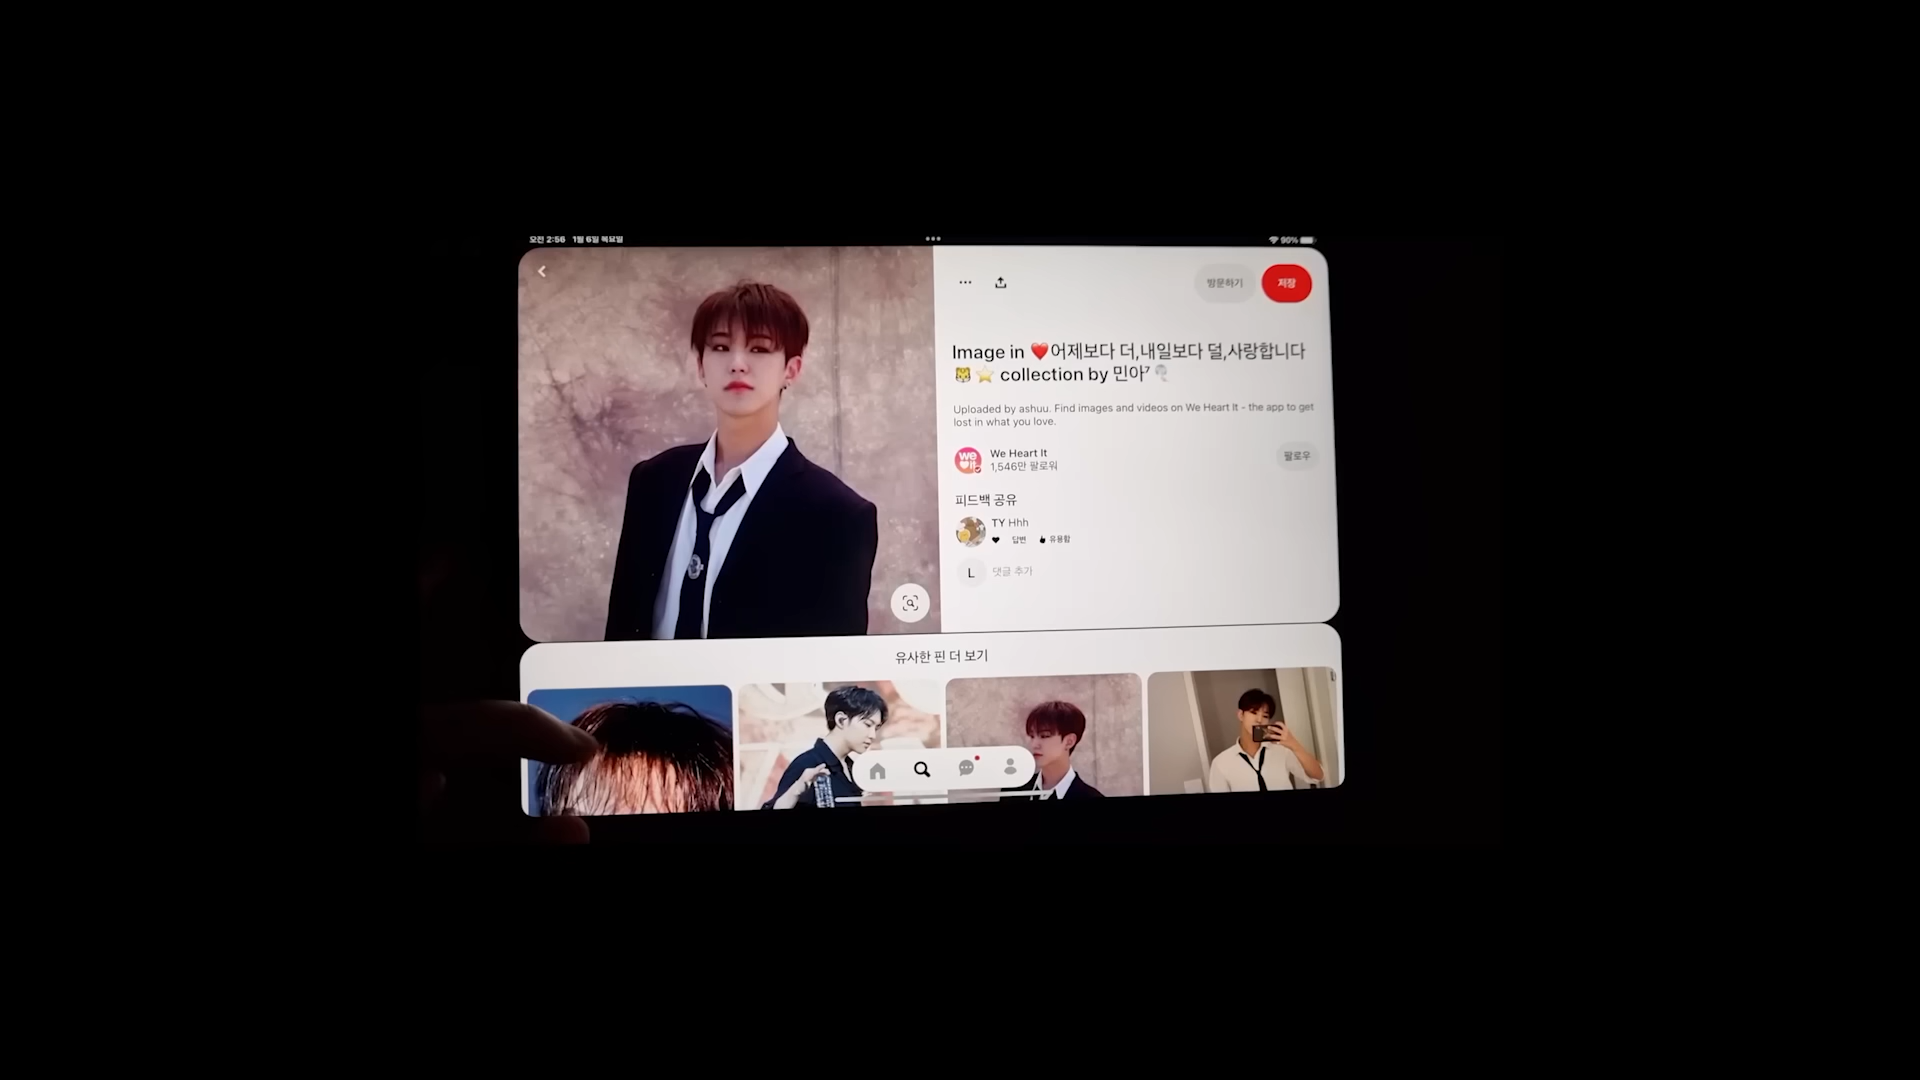 오전 2:56 1월 6일 목요일
90%
방문하기
저장
Image in ❤️어제보다 더,내일보다 덜,사랑합니다
🐯⭐ collection by 민아⁷
Uploaded by ashuu. Find images and videos on We Heart It - the app to get
lost in what you love.
we
We Heart It
1,546만 팔로워
팔로우
피드백 공유
TY Hhh
답변 유용함
L 댓글 추가
유사한 핀 더 보기